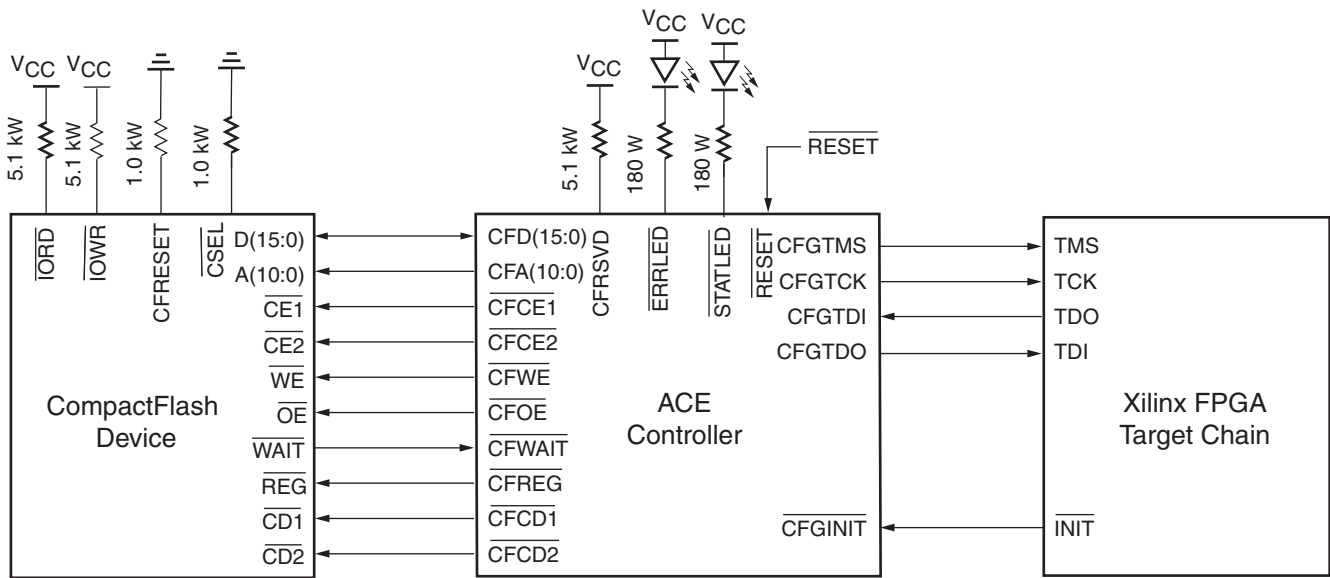 VCC
VCC
VCC
VCC
VCC
5.1 kW
5.1 kW
1.0 kW
1.0 kW
5.1 kW
180 W
180 W
RESET
IORD
IOWR
CFRESET
CSEL
D(15:0)
A(10:0)
CE1
CE2
WE
OE
WAIT
REG
CD1
CD2
CompactFlash
Device
CFD(15:0)
CFA(10:0)
CFCE1
CFCE2
CFWE
CFOE
CFWAIT
CFREG
CFCD1
CFCD2
CFRSVD
ERRLED
STATLED
RESET
ACE
Controller
CFGTMS
CFGTCK
CFGTDI
CFGTDO
CFGINIT
TMS
TCK
TDO
TDI
Xilinx FPGA
Target Chain
INIT